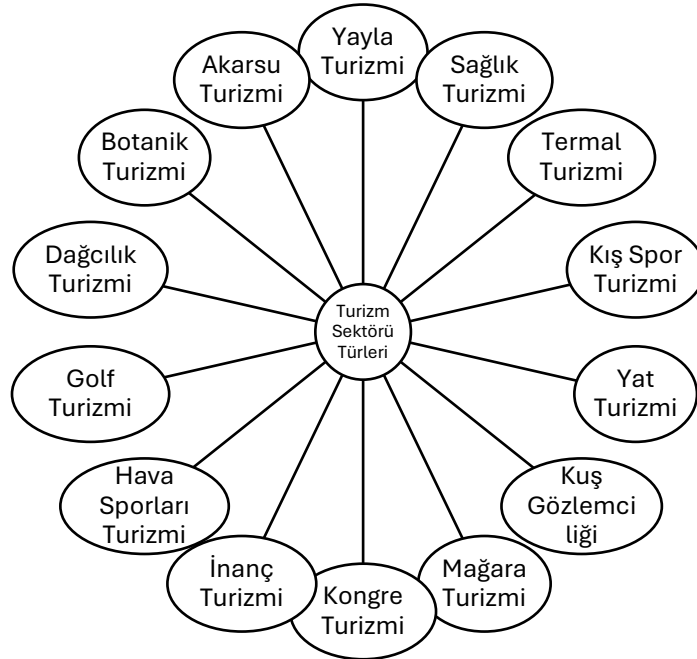 Yayla
Turizmi
Sağlık
Turizmi
Termal
Turizmi
Kış Spor
Turizmi
Yat
Turizmi
Kuş
Gözlemci
liği
Mağara
Turizmi
Kongre
Turizmi
İnanç
Turizmi
Hava
Sporları
Turizmi
Golf
Turizmi
Dağcılık
Turizmi
Botanik
Turizmi
Akarsu
Turizmi
Turizm
Sektörü
Türleri